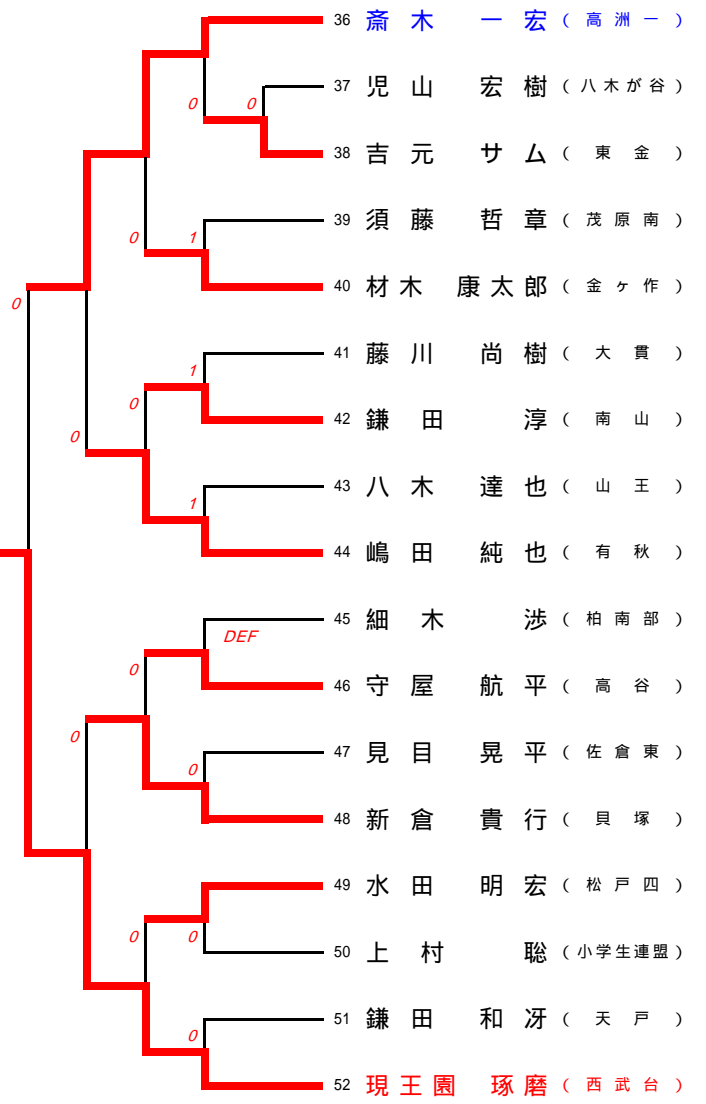 36 斎木 一宏 (高洲一)
0 0 37 児山 宏樹 (八木が谷)
38 吉元 サム (東金)
39 須藤 哲章 (茂原南)
0 1
40 材木 康太郎 (金ヶ作)
0
41 藤川 尚樹 (大貫)
1
0
42 鎌田 淳 (南山)
0
43 八木 達也 (山王)
1
44 嶋田 純也 (有秋)
45 細木 渉 (柏南部)
DEF
0
46 守屋 航平 (高谷)
0
47 見目 晃平 (佐倉東)
0
48 新倉 貴行 (貝塚)
49 水田 明宏 (松戸四)
0 0
50 上村 聡 (小学生連盟)
51 鎌田 和冴 (天戸)
0
52 現王園 琢磨 (西武台)